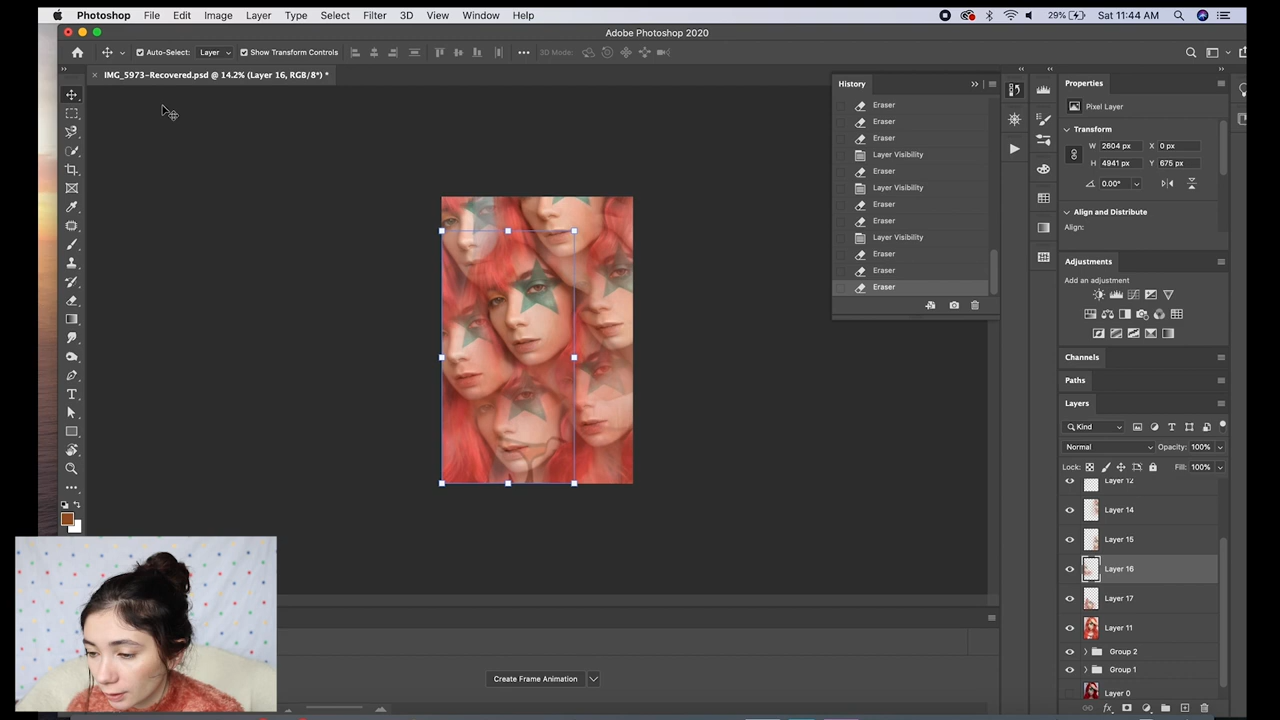 Photoshop File Edit Image Layer Type Select Filter 3D View Window Help 29% Sat 11:44 AM
Adobe Photoshop 2020
Auto-Select: Layer Show Transform Controls 3D Mode:
IMG_5973-Recovered.psd @ 14.2% (Layer 16, RGB/8*) *
History
Eraser
Eraser
Eraser
Layer Visibility
Eraser
Layer Visibility
Eraser
Eraser
Layer Visibility
Eraser
Eraser
Eraser
Properties
Pixel Layer
Transform
W 2604 px X 0 px
H 4941 px Y 675 px
0.00°
Align and Distribute
Align:
Adjustments
Add an adjustment
Channels
Paths
Layers
Kind
Normal Opacity: 100%
Lock: Fill: 100%
Layer 12
Layer 14
Layer 15
Layer 16
Layer 17
Layer 11
Group 2
Group 1
Layer 0
Create Frame Animation